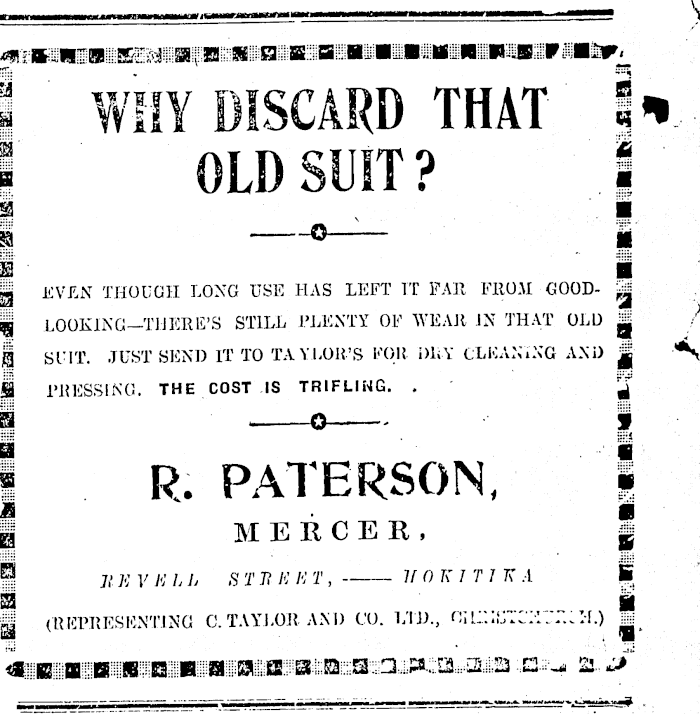 WHY DISCARD THAT
OLD SUIT?
EVEN THOUGH LONG USE HAS LEFT IT FAR FROM GOOD-
LOOKING—THERE'S STILL PLENTY OF WEAR IN THAT OLD
SUIT. JUST SEND IT TO TAYLOR'S FOR DRY CLEANING AND
PRESSING. THE COST IS TRIFLING.
R. PATERSON,
MERCER,
REVELL STREET, —— HOKITIKA
(REPRESENTING C. TAYLOR AND CO. LTD., CHRISTCHURCH.)